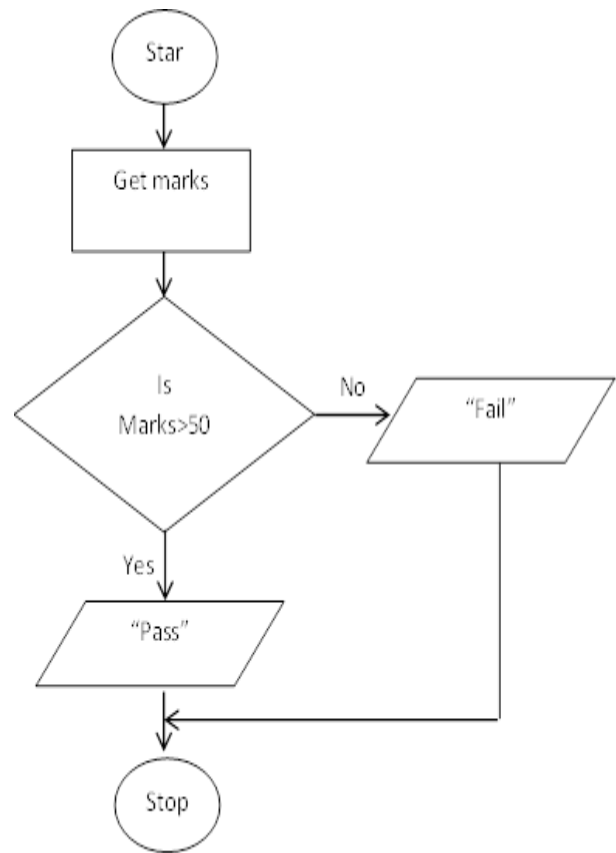 Star
Get marks
Is
Marks>50
No
“Fail”
Yes
“Pass”
Stop